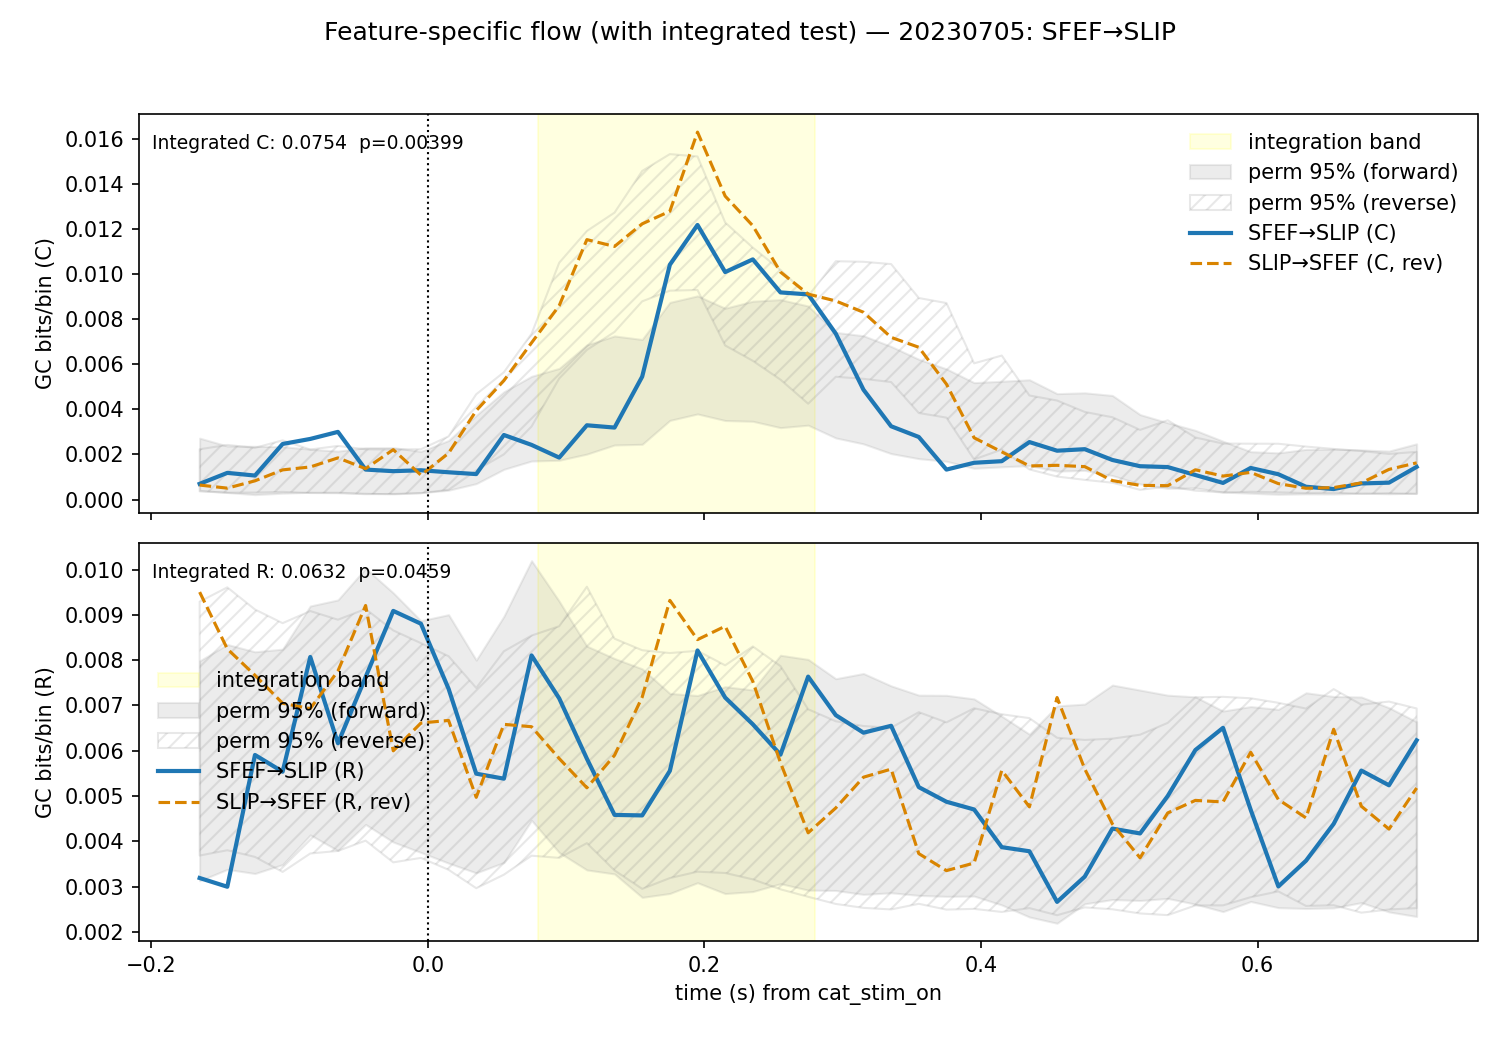 Feature-specific flow (with integrated test) — 20230705: SFEF→SLIP
GC bits/bin (C)
0.016
0.014
0.012
0.010
0.008
0.006
0.004
0.002
0.000
Integrated C: 0.0754  p=0.00399
integration band
perm 95% (forward)
perm 95% (reverse)
SFEF→SLIP (C)
SLIP→SFEF (C, rev)
GC bits/bin (R)
0.010
0.009
0.008
0.007
0.006
0.005
0.004
0.003
0.002
Integrated R: 0.0632  p=0.0459
integration band
perm 95% (forward)
perm 95% (reverse)
SFEF→SLIP (R)
SLIP→SFEF (R, rev)
−0.2 0.0 0.2 0.4 0.6
time (s) from cat_stim_on